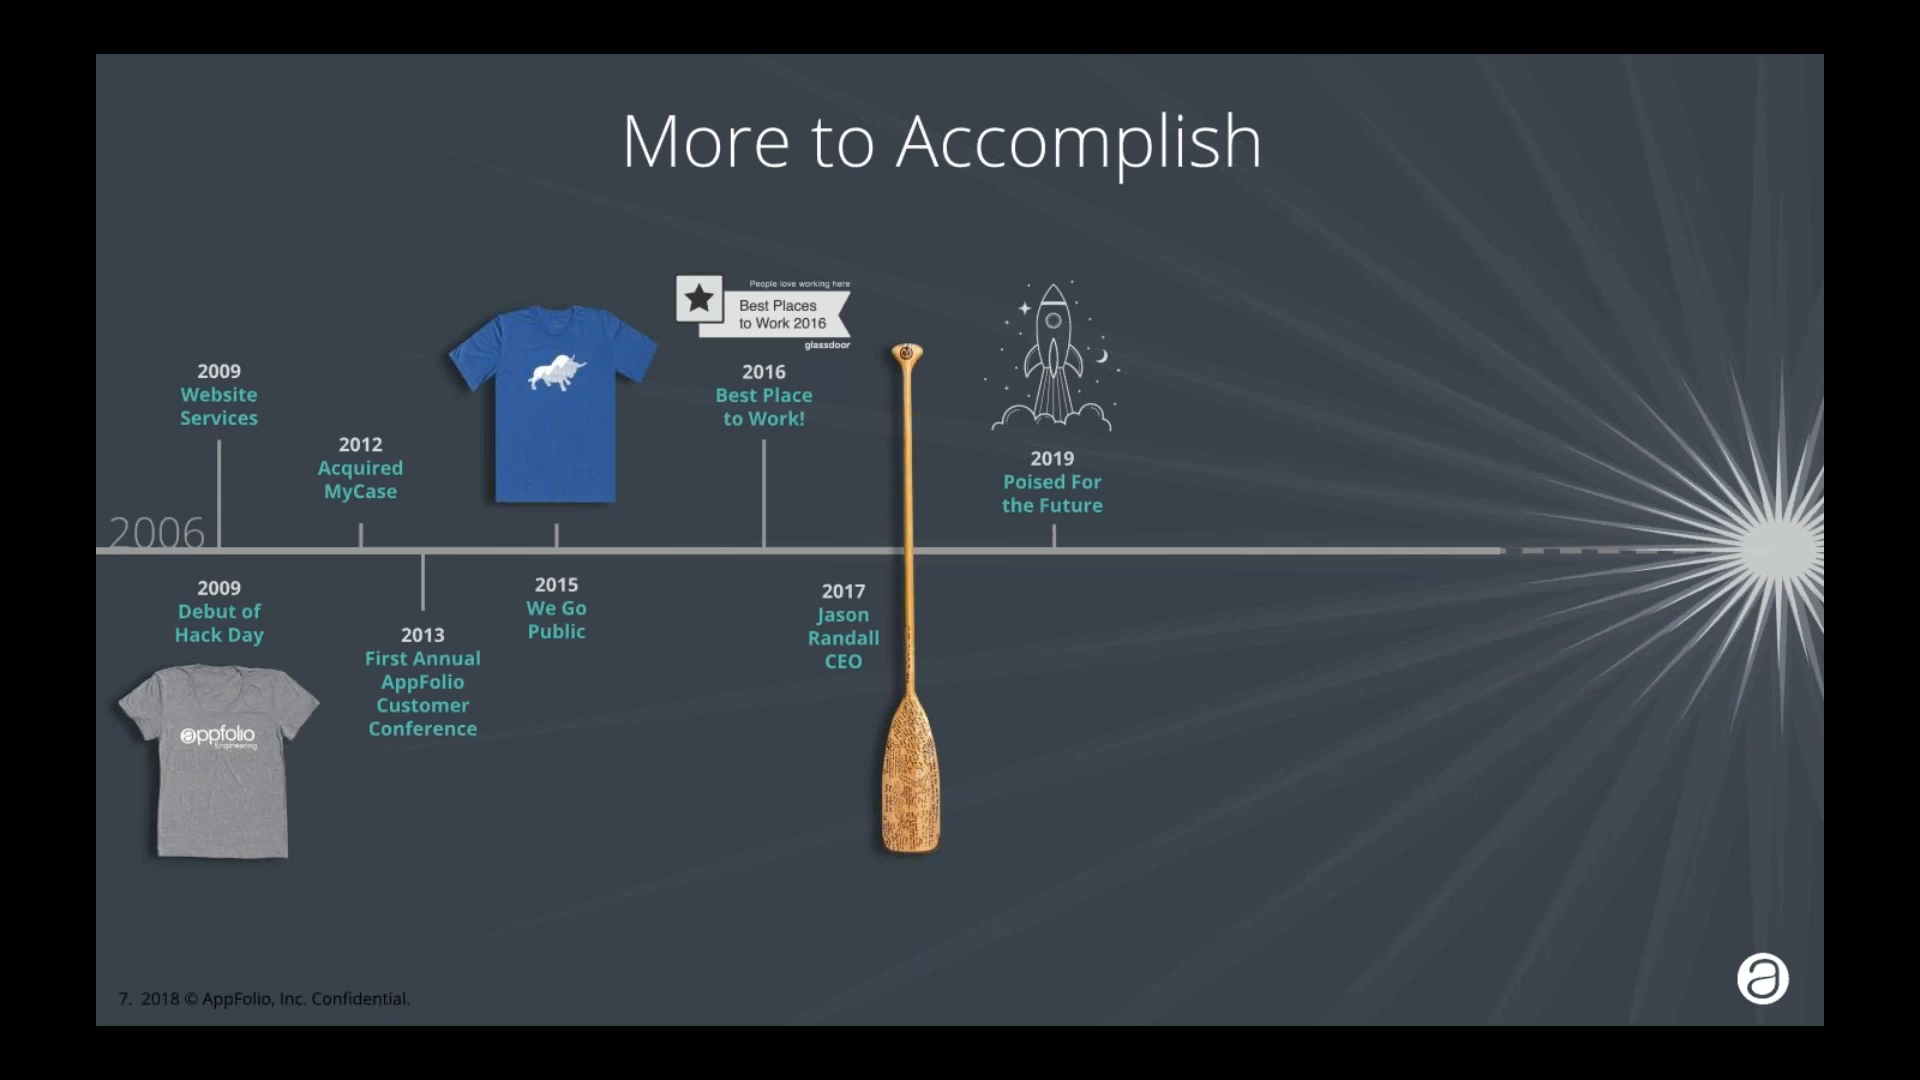 More to Accomplish
People love working here
Best Places
to Work 2016
glassdoor
2009
Website
Services
2012
Acquired
MyCase
2016
Best Place
to Work!
2019
Poised For
the Future
2006
2009
Debut of
Hack Day
2013
First Annual
AppFolio
Customer
Conference
2015
We Go
Public
2017
Jason
Randall
CEO
appfolio
Engineering
7. 2018 © AppFolio, Inc. Confidential.
a